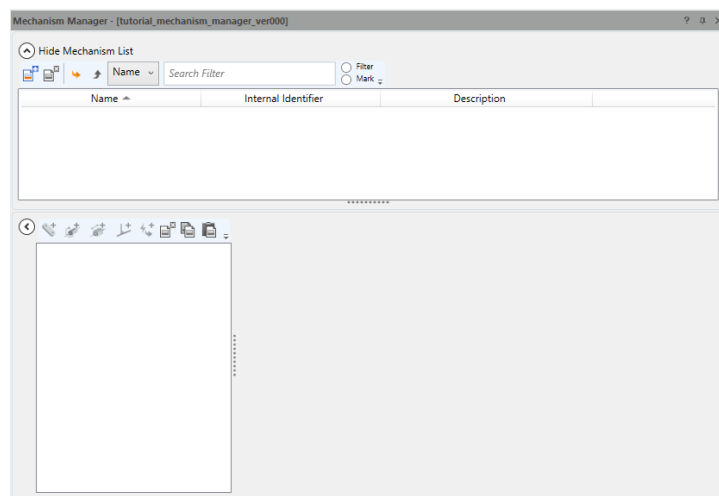 Mechanism Manager - [tutorial_mechanism_manager_ver000]
Hide Mechanism List
Name
Search Filter
Filter
Mark
Name Internal Identifier Description